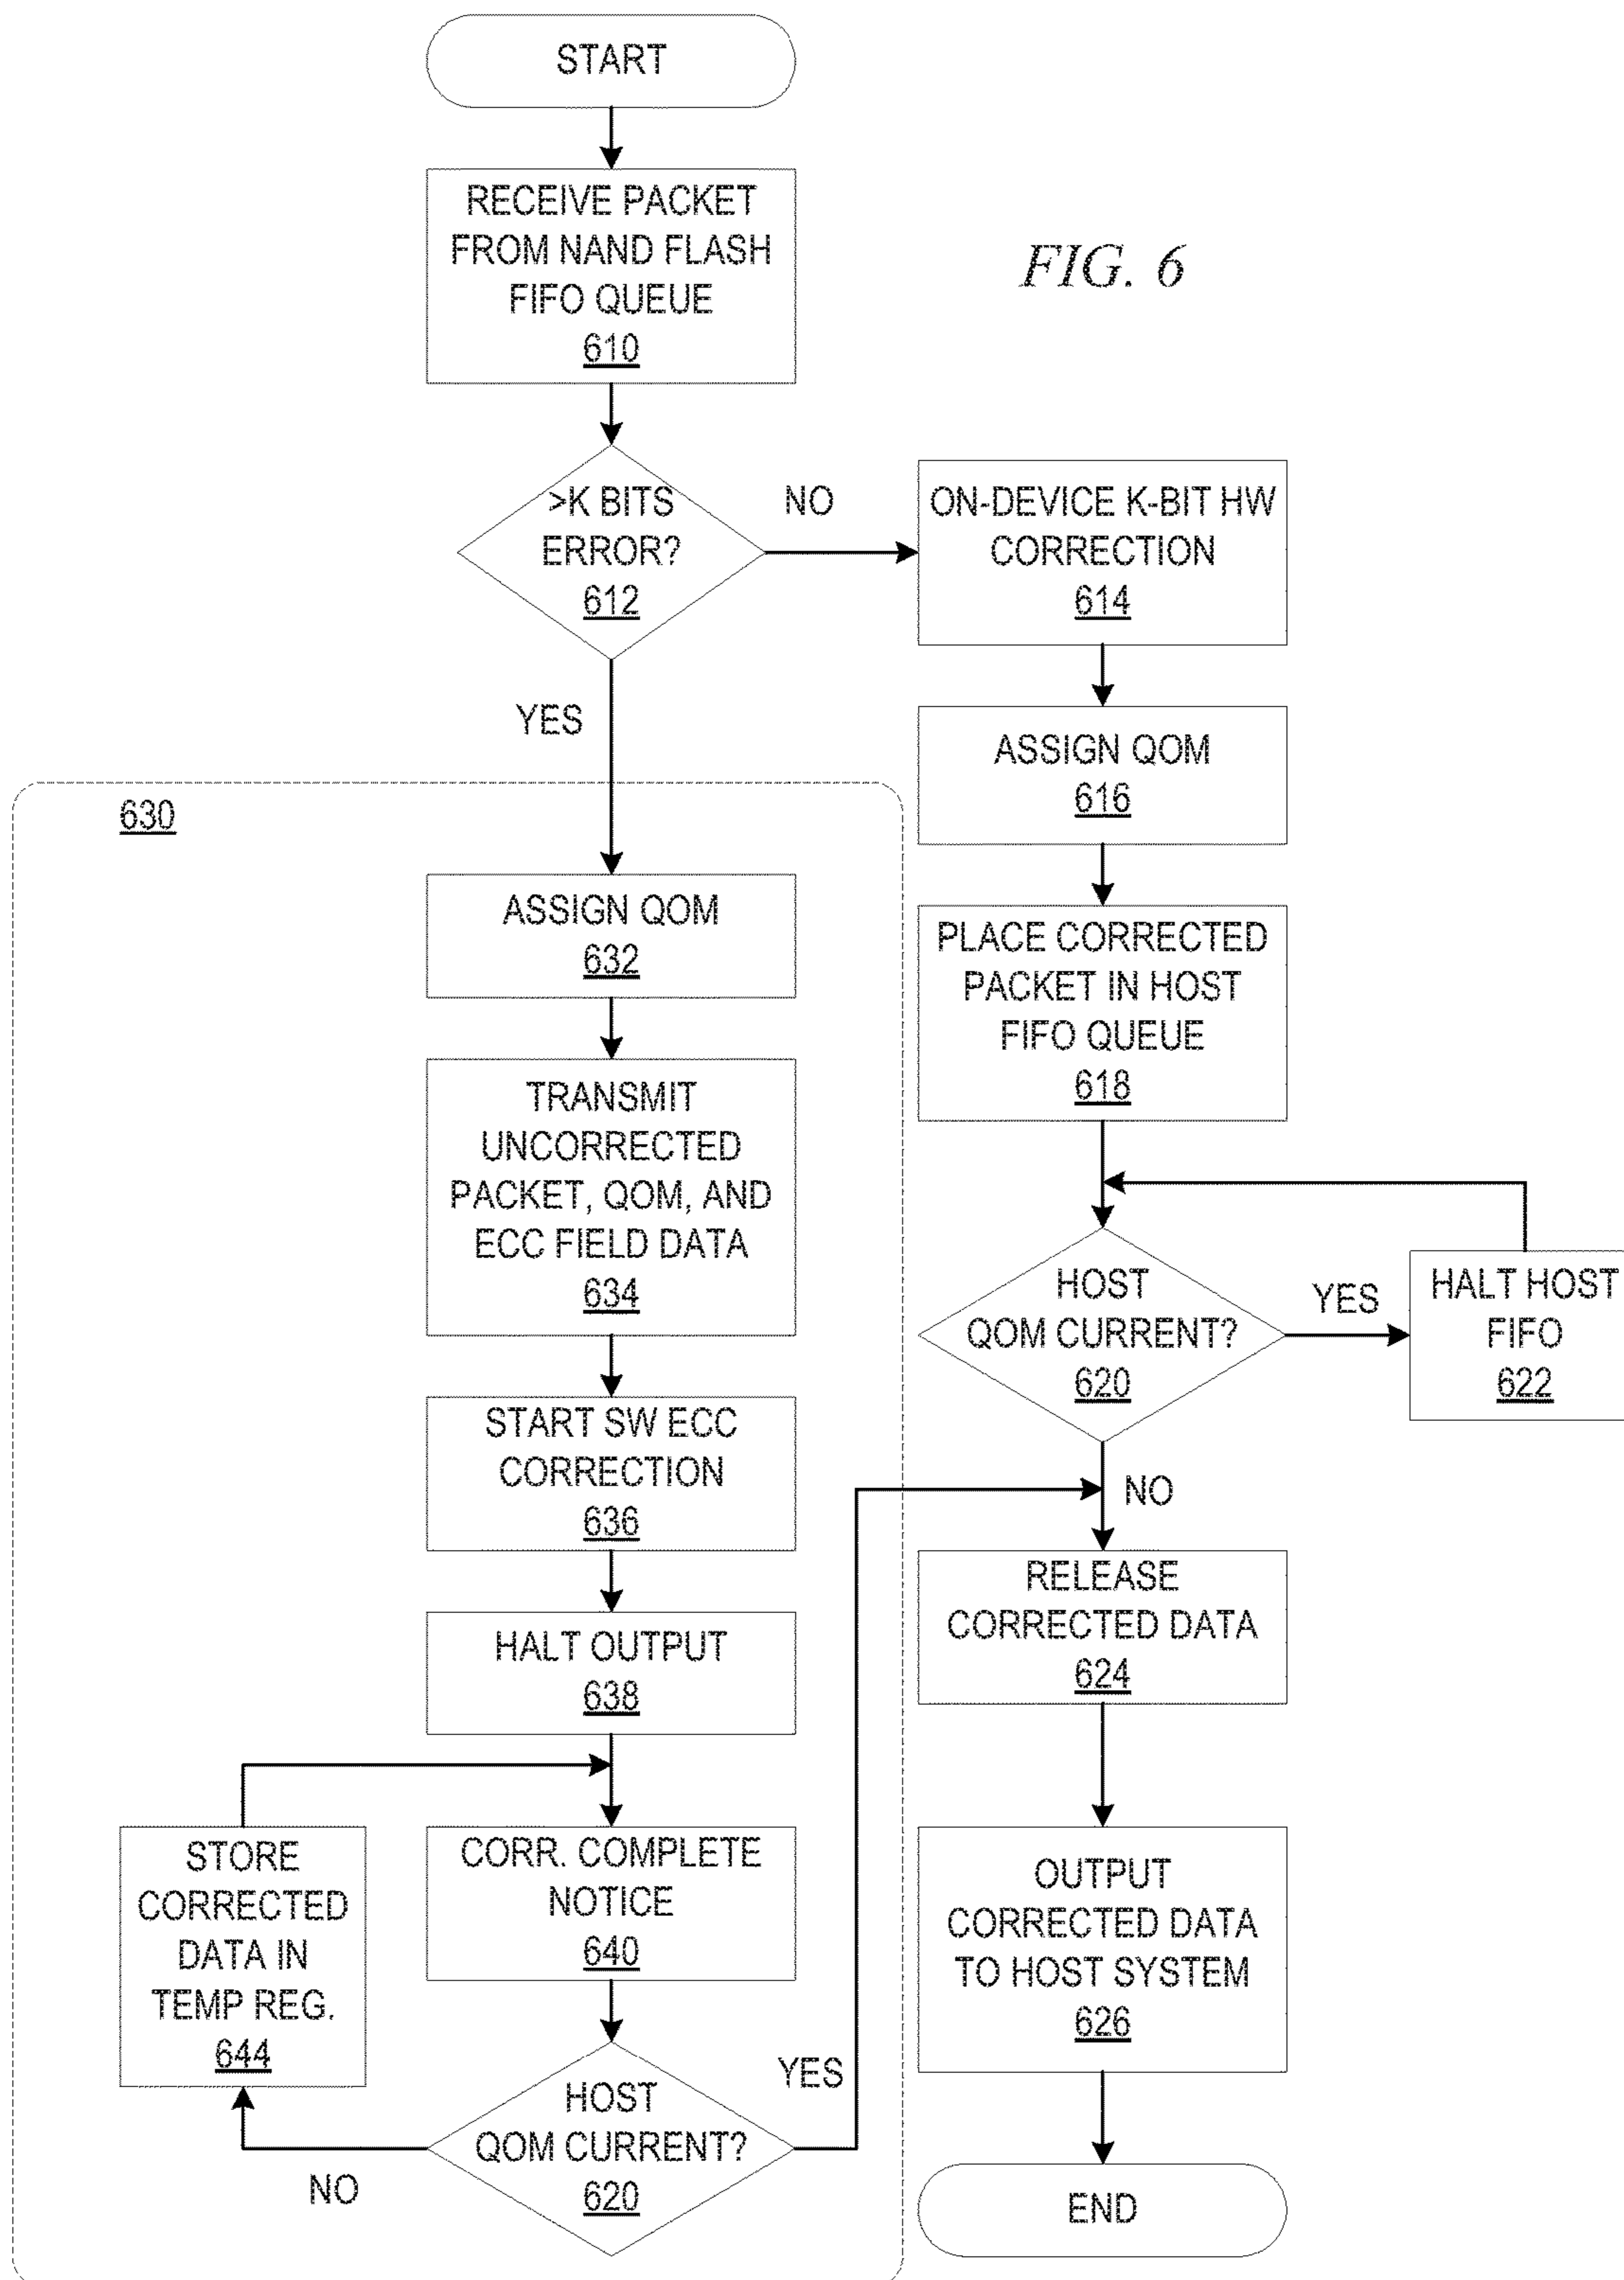 START
RECEIVE PACKET
FROM NAND FLASH
FIFO QUEUE
610
FIG. 6
>K BITS
ERROR?
612
NO
ON-DEVICE K-BIT HW
CORRECTION
614
YES
ASSIGN QOM
616
630
ASSIGN QOM
632
PLACE CORRECTED
PACKET IN HOST
FIFO QUEUE
618
TRANSMIT
UNCORRECTED
PACKET, QOM, AND
ECC FIELD DATA
634
HOST
QOM CURRENT?
620
YES
HALT HOST
FIFO
622
START SW ECC
CORRECTION
636
NO
RELEASE
CORRECTED DATA
624
HALT OUTPUT
638
STORE
CORRECTED
DATA IN
TEMP REG.
644
CORR. COMPLETE
NOTICE
640
OUTPUT
CORRECTED DATA
TO HOST SYSTEM
626
YES
HOST
QOM CURRENT?
620
NO
END